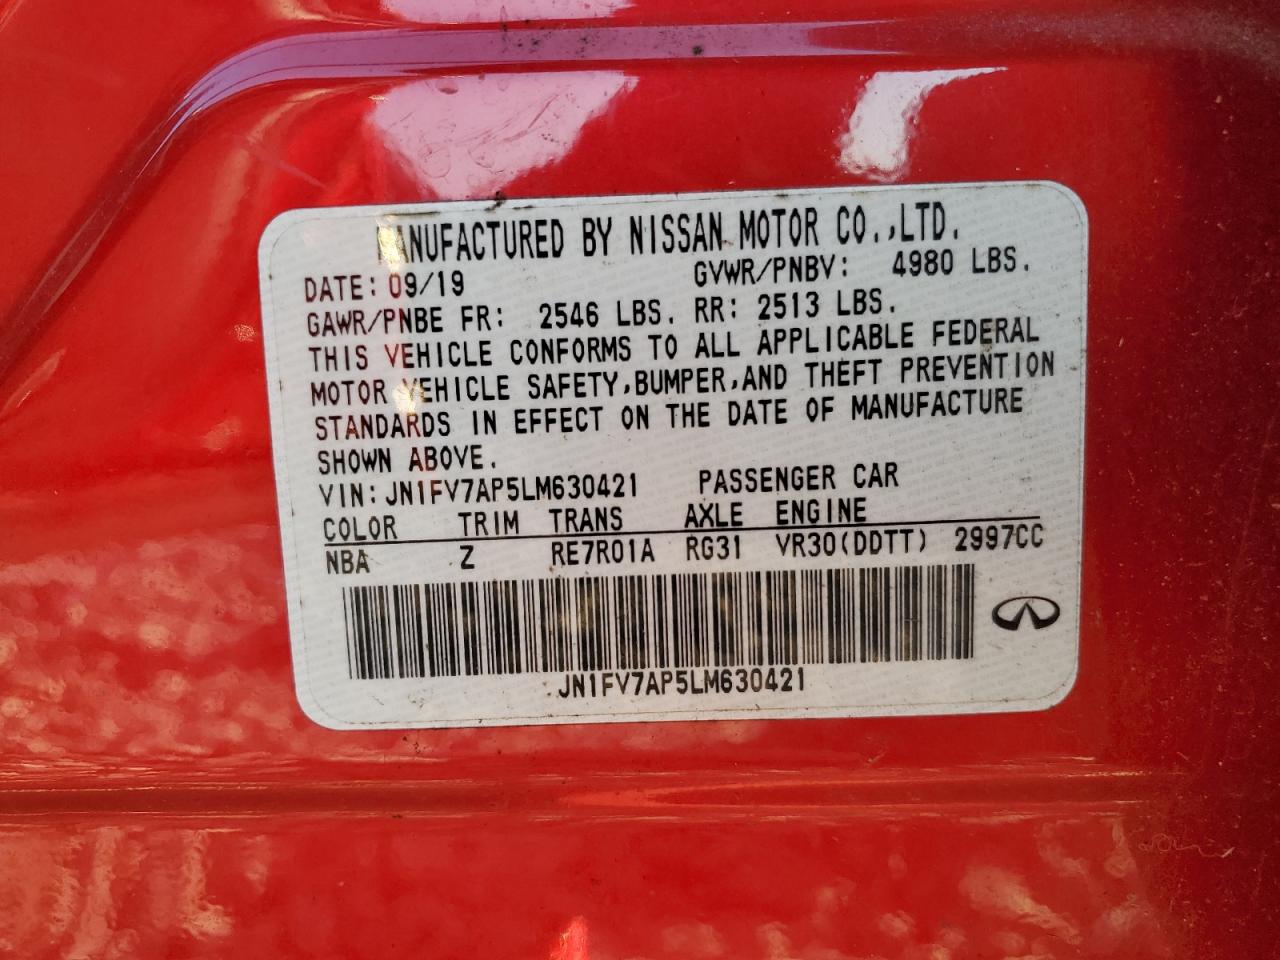 MANUFACTURED BY NISSAN MOTOR CO.,LTD.
DATE: 09/19 GVWR/PNBV: 4980 LBS.
GAWR/PNBE FR: 2546 LBS. RR: 2513 LBS.
THIS VEHICLE CONFORMS TO ALL APPLICABLE FEDERAL
MOTOR VEHICLE SAFETY,BUMPER,AND THEFT PREVENTION
STANDARDS IN EFFECT ON THE DATE OF MANUFACTURE
SHOWN ABOVE.
VIN: JN1FV7AP5LM630421 PASSENGER CAR
COLOR TRIM TRANS AXLE ENGINE
NBA Z RE7R01A RG31 VR30(DDTT) 2997CC
JN1FV7AP5LM630421